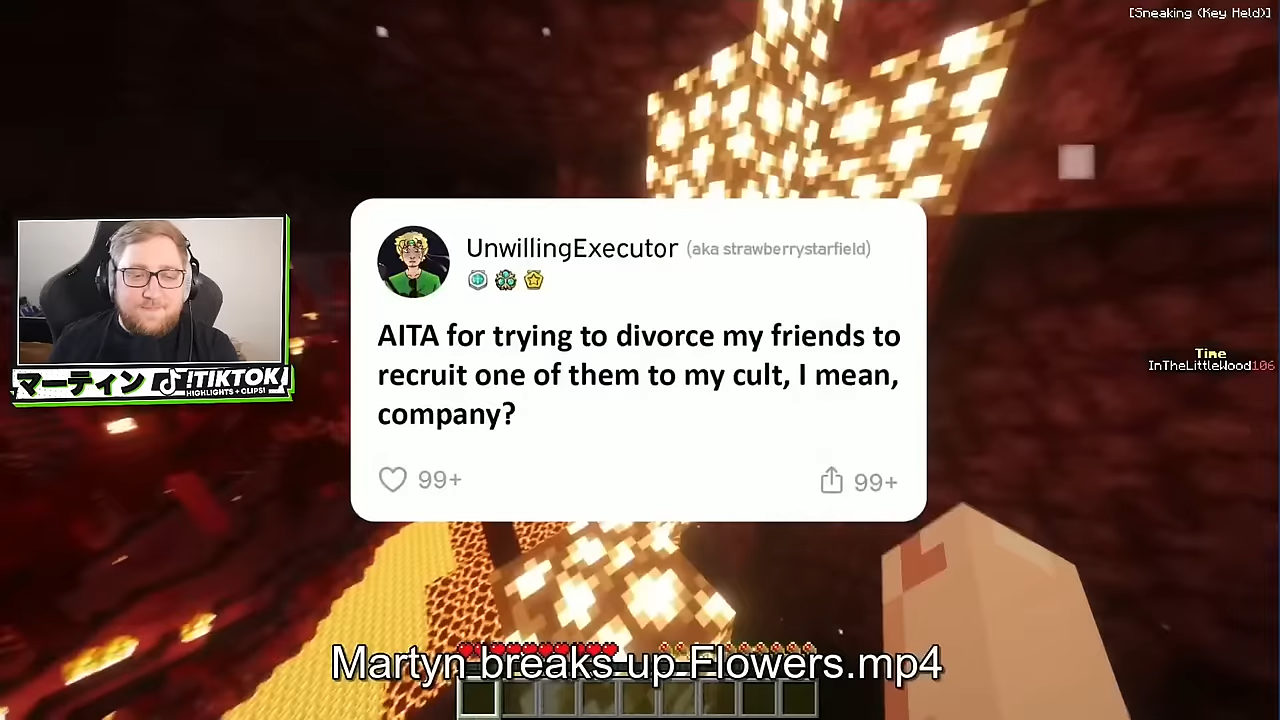 [Sneaking (Key Held)]
UnwillingExecutor (aka strawberrystarfield)
AITA for trying to divorce my friends to
recruit one of them to my cult, I mean,
company?
99+ 99+
マーティン !TIKTOK
HIGHLIGHTS + CLIPS!
Time
InTheLittleWood106
Martyn breaks up Flowers.mp4